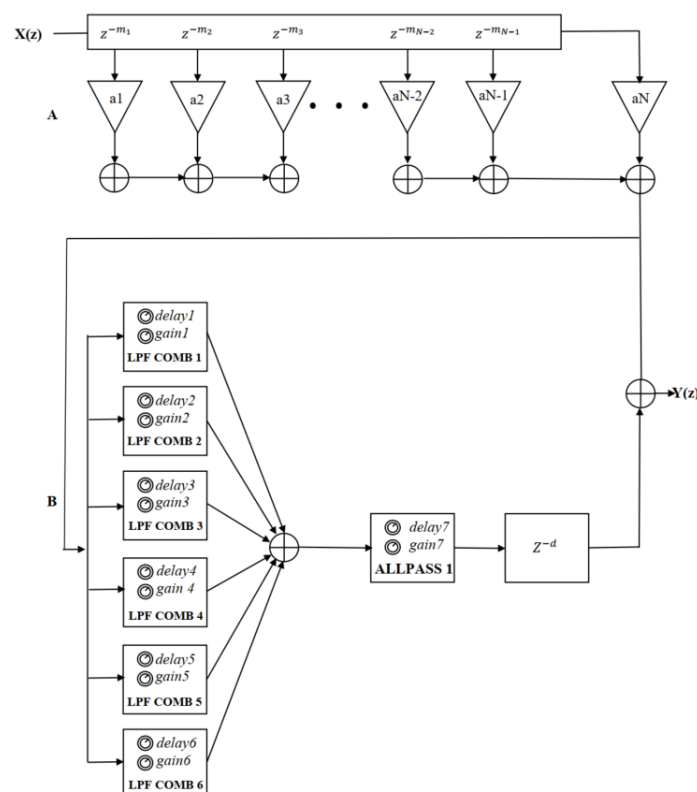 X(z) z^{-m_1} z^{-m_2} z^{-m_3} z^{-m_{N-2}} z^{-m_{N-1}}
a1 a2 a3 aN-2 aN-1 aN
A
delay1
gain1
LPF COMB 1
delay2
gain2
LPF COMB 2
Y(z)
B
delay3
gain3
LPF COMB 3
delay7
gain7
ALLPASS 1
Z^{-d}
delay4
gain 4
LPF COMB 4
delay5
gain5
LPF COMB 5
delay6
gain6
LPF COMB 6